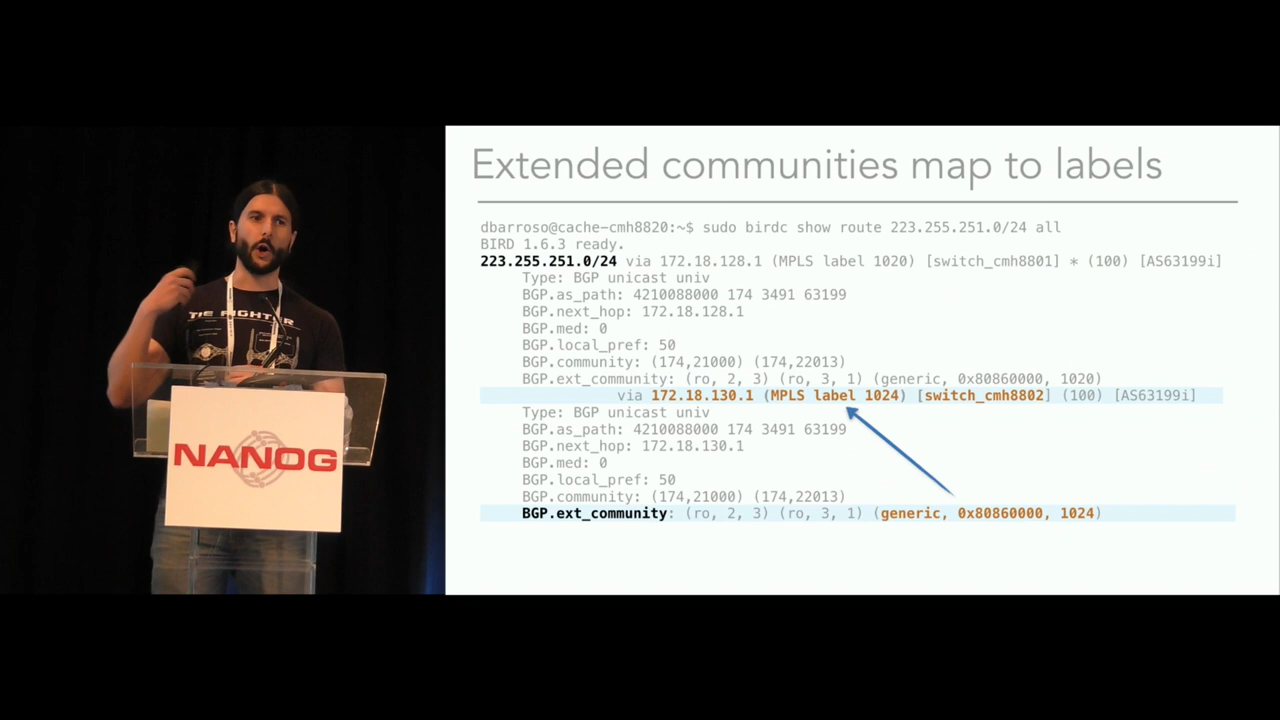 Extended communities map to labels
dbarroso@cache-cmh8820:~$ sudo birdc show route 223.255.251.0/24 all
BIRD 1.6.3 ready.
223.255.251.0/24 via 172.18.128.1 (MPLS label 1020) [switch_cmh8801] * (100) [AS63199i]
Type: BGP unicast univ
BGP.as_path: 4210088000 174 3491 63199
BGP.next_hop: 172.18.128.1
BGP.med: 0
BGP.local_pref: 50
BGP.community: (174,21000) (174,22013)
BGP.ext_community: (ro, 2, 3) (ro, 3, 1) (generic, 0x80860000, 1020)
via 172.18.130.1 (MPLS label 1024) [switch_cmh8802] (100) [AS63199i]
Type: BGP unicast univ
BGP.as_path: 4210088000 174 3491 63199
BGP.next_hop: 172.18.130.1
BGP.med: 0
BGP.local_pref: 50
BGP.community: (174,21000) (174,22013)
BGP.ext_community: (ro, 2, 3) (ro, 3, 1) (generic, 0x80860000, 1024)
TIE FIGHTER
NANOG